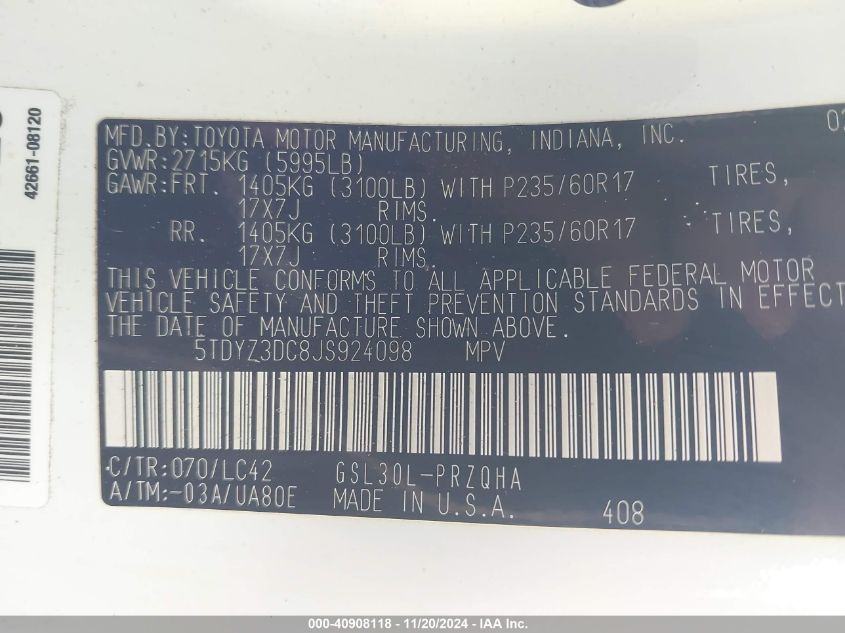 42661-08120
MFD.BY:TOYOTA MOTOR MANUFACTURING, INDIANA, INC.
GVWR:2715KG (5995LB)
GAWR:FRT. 1405KG (3100LB) WITH P235/60R17 TIRES,
17X7J RIMS.
RR. 1405KG (3100LB) WITH P235/60R17 TIRES,
17X7J RIMS.
THIS VEHICLE CONFORMS TO ALL APPLICABLE FEDERAL MOTOR
VEHICLE SAFETY AND THEFT PREVENTION STANDARDS IN EFFECT
THE DATE OF MANUFACTURE SHOWN ABOVE.
5TDYZ3DC8JS924098 MPV
C/TR:070/LC42 GSL30L-PRZQHA
A/TM:-03A/UA80E MADE IN U.S.A. 408
000-40908118 - 11/20/2024 - VEHICLE IN INC.